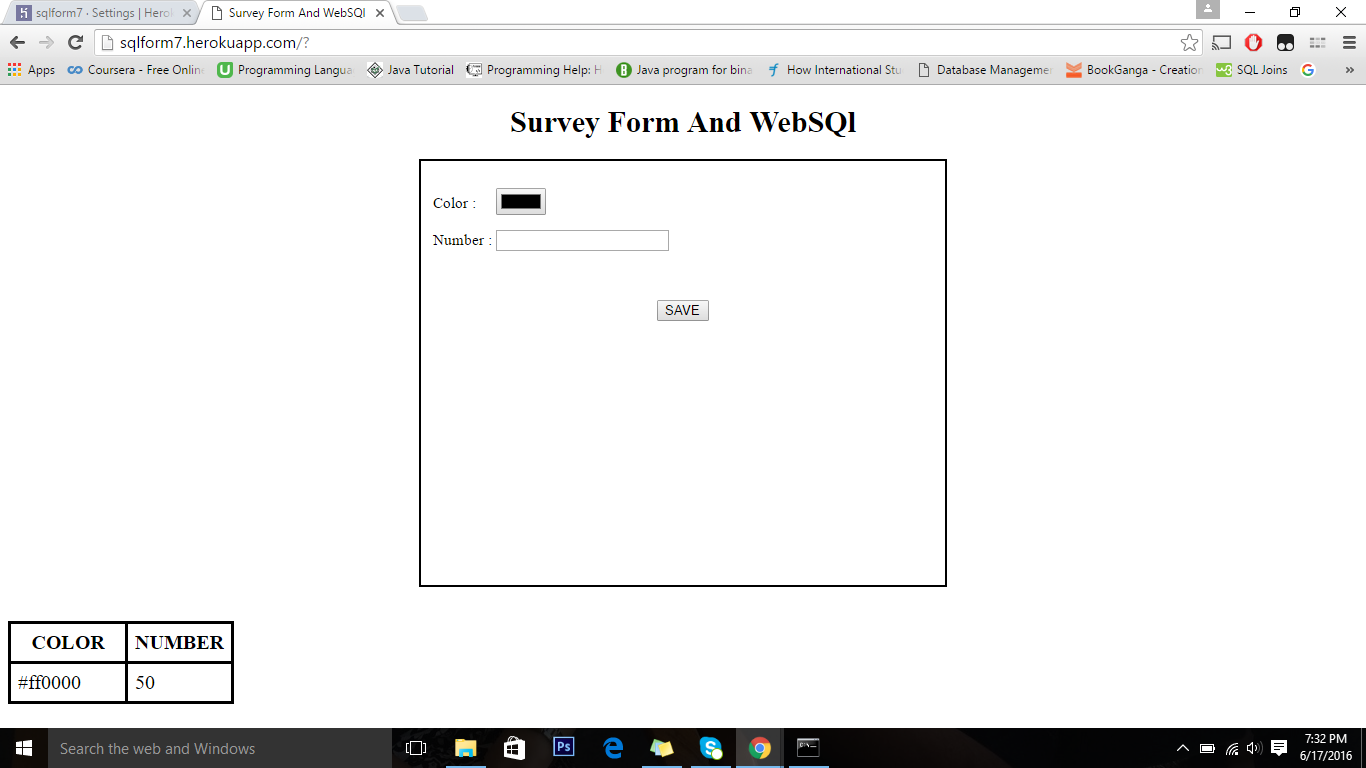 sqlform7 · Settings | Herok
Survey Form And WebSQl
sqlform7.herokuapp.com/?
Apps
Coursera - Free Online
Programming Langua
Java Tutorial
Programming Help: H
Java program for bina
How International Stu
Database Managemen
BookGanga - Creation
SQL Joins
»
Survey Form And WebSQl
Color :
Number :
SAVE
COLOR NUMBER
#ff0000 50
Search the web and Windows
Ps
7:32 PM
6/17/2016